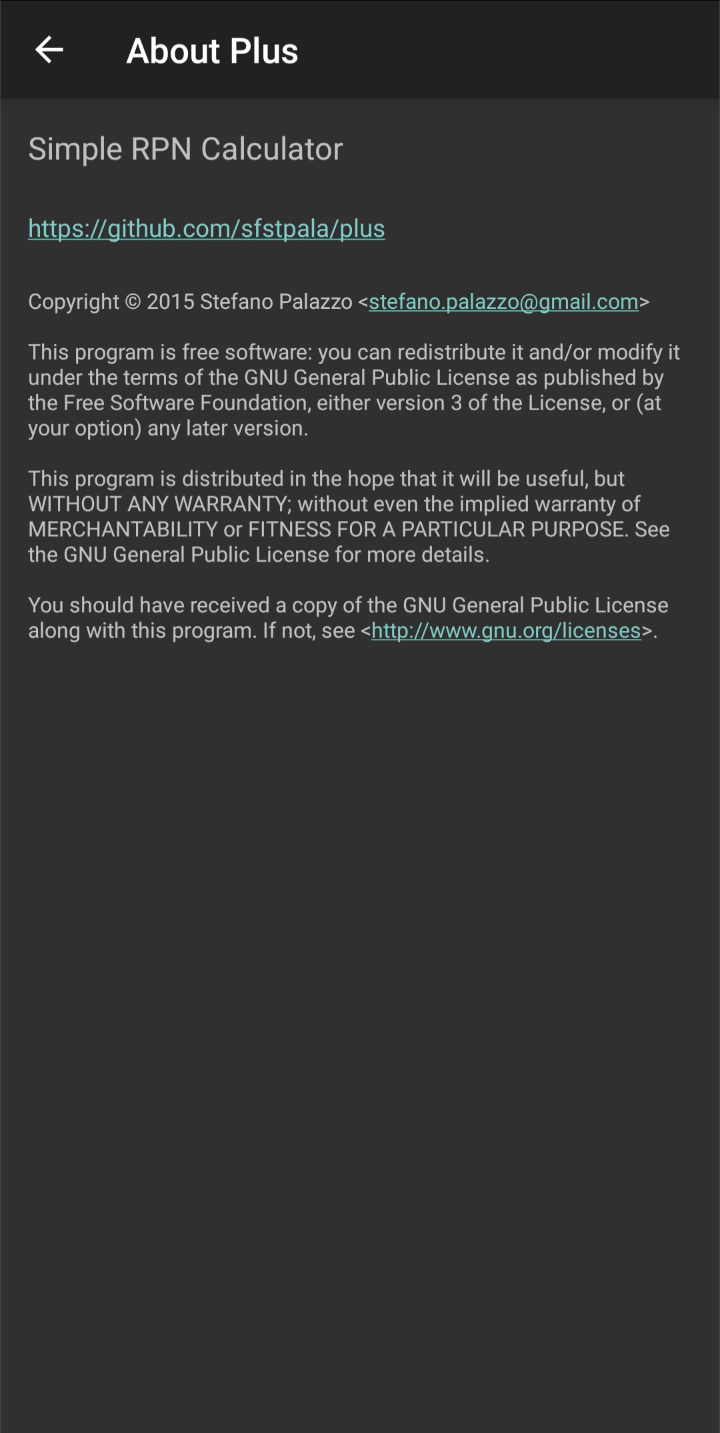 About Plus
Simple RPN Calculator
https://github.com/sfstpala/plus
Copyright © 2015 Stefano Palazzo <stefano.palazzo@gmail.com>
This program is free software: you can redistribute it and/or modify it
under the terms of the GNU General Public License as published by
the Free Software Foundation, either version 3 of the License, or (at
your option) any later version.
This program is distributed in the hope that it will be useful, but
WITHOUT ANY WARRANTY; without even the implied warranty of
MERCHANTABILITY or FITNESS FOR A PARTICULAR PURPOSE. See
the GNU General Public License for more details.
You should have received a copy of the GNU General Public License
along with this program. If not, see <http://www.gnu.org/licenses>.